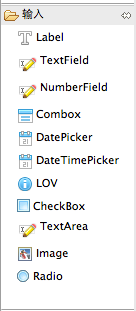 输入
Label
TextField
NumberField
Combox
DatePicker
DateTimePicker
LOV
CheckBox
TextArea
Image
Radio